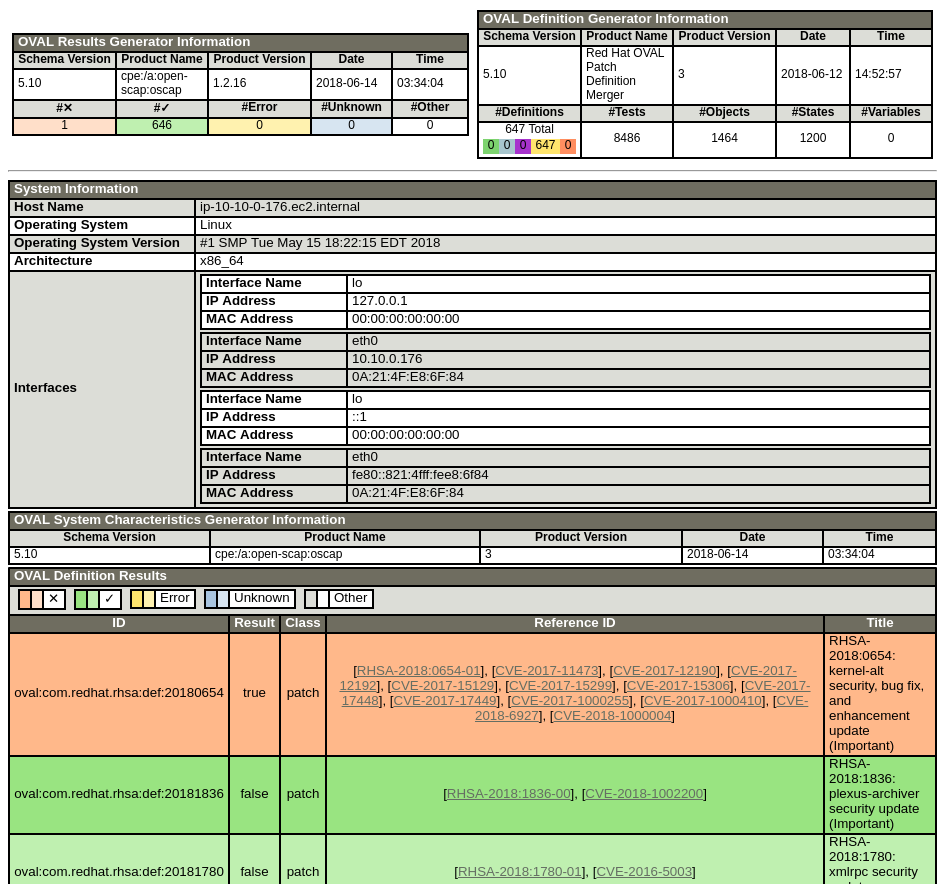 OVAL Results Generator Information
Schema Version Product Name Product Version Date Time
5.10 cpe:/a:open-scap:oscap 1.2.16 2018-06-14 03:34:04
#✕ #✓ #Error #Unknown #Other
1 646 0 0 0
OVAL Definition Generator Information
Schema Version Product Name Product Version Date Time
5.10 Red Hat OVAL Patch Definition Merger 3 2018-06-12 14:52:57
#Definitions #Tests #Objects #States #Variables
647 Total
0 0 0 647 0 8486 1464 1200 0
System Information
Host Name ip-10-10-0-176.ec2.internal
Operating System Linux
Operating System Version #1 SMP Tue May 15 18:22:15 EDT 2018
Architecture x86_64
Interfaces
Interface Name lo
IP Address 127.0.0.1
MAC Address 00:00:00:00:00:00
Interface Name eth0
IP Address 10.10.0.176
MAC Address 0A:21:4F:E8:6F:84
Interface Name lo
IP Address ::1
MAC Address 00:00:00:00:00:00
Interface Name eth0
IP Address fe80::821:4fff:fee8:6f84
MAC Address 0A:21:4F:E8:6F:84
OVAL System Characteristics Generator Information
Schema Version Product Name Product Version Date Time
5.10 cpe:/a:open-scap:oscap 3 2018-06-14 03:34:04
OVAL Definition Results
✕ ✓ Error Unknown Other
ID Result Class Reference ID Title
oval:com.redhat.rhsa:def:20180654 true patch
[RHSA-2018:0654-01], [CVE-2017-11473], [CVE-2017-12190], [CVE-2017-
12192], [CVE-2017-15129], [CVE-2017-15299], [CVE-2017-15306], [CVE-2017-
17448], [CVE-2017-17449], [CVE-2017-1000255], [CVE-2017-1000410], [CVE-
2018-6927], [CVE-2018-1000004]
RHSA-
2018:0654:
kernel-alt
security, bug fix,
and
enhancement
update
(Important)
oval:com.redhat.rhsa:def:20181836 false patch [RHSA-2018:1836-00], [CVE-2018-1002200]
RHSA-
2018:1836:
plexus-archiver
security update
(Important)
oval:com.redhat.rhsa:def:20181780 false patch [RHSA-2018:1780-01], [CVE-2016-5003]
RHSA-
2018:1780:
xmlrpc security